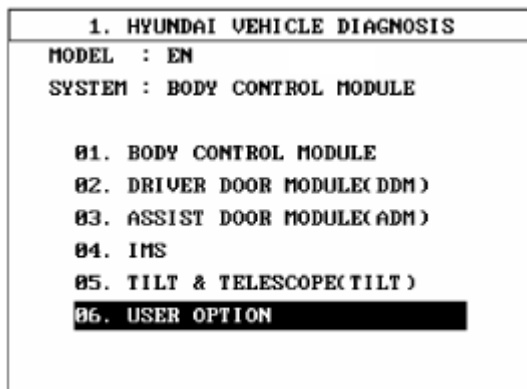 1. HYUNDAI VEHICLE DIAGNOSIS
MODEL : EN
SYSTEM : BODY CONTROL MODULE
01. BODY CONTROL MODULE
02. DRIVER DOOR MODULE(DDM)
03. ASSIST DOOR MODULE(ADM)
04. IMS
05. TILT & TELESCOPE(TILT)
06. USER OPTION